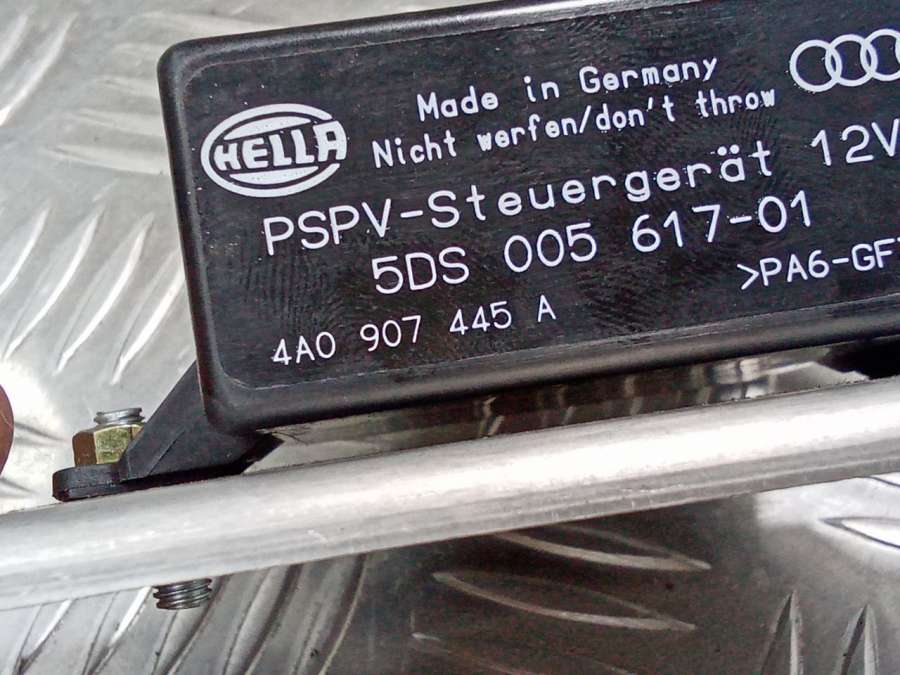 HELLA
Made in Germany
Nicht werfen/don't throw
PSPV-Steuergerät 12V
5DS 005 617-01
>PA6-GF
4A0 907 445 A